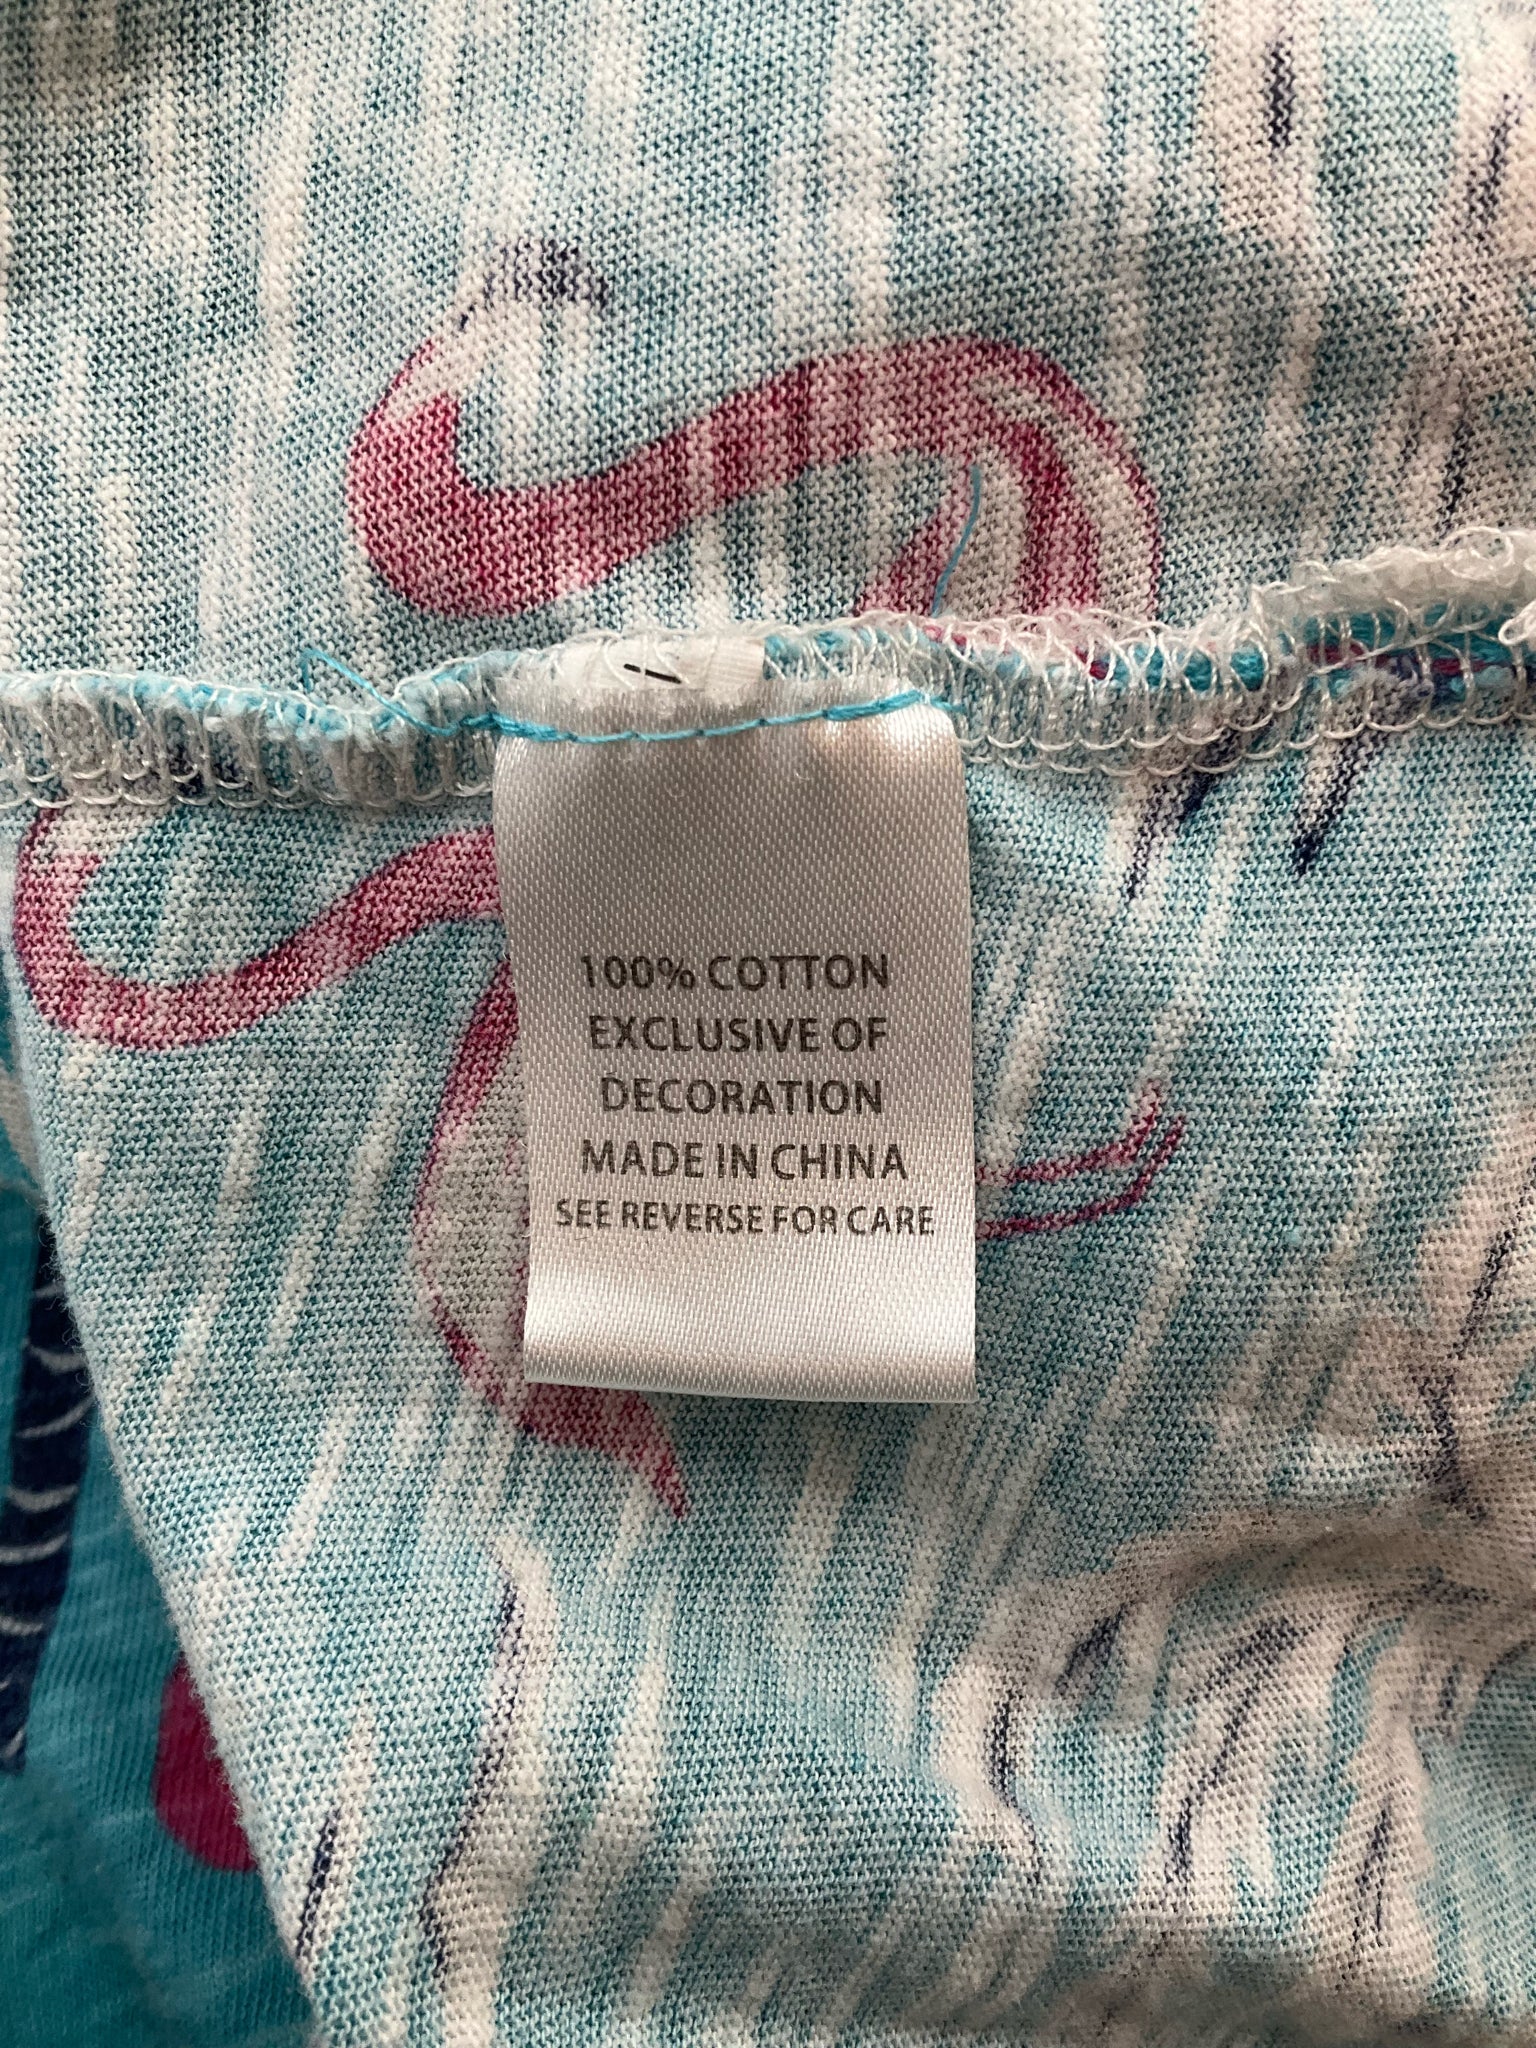 100% COTTON
EXCLUSIVE OF
DECORATION
MADE IN CHINA
SEE REVERSE FOR CARE